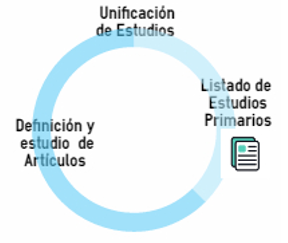 Unificación
de Estudios
Listado de
Estudios
Primarios
Definición y
estudio de
Artículos